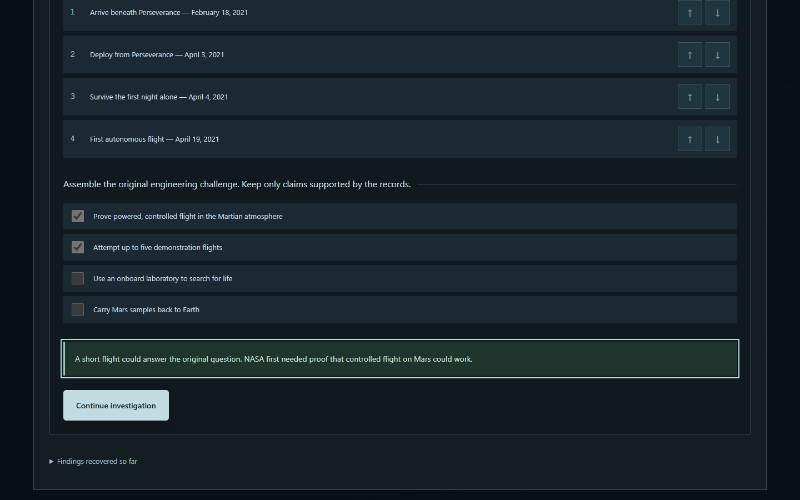 1 Arrive beneath Perseverance — February 18, 2021 ↑ ↓
2 Deploy from Perseverance — April 3, 2021 ↑ ↓
3 Survive the first night alone — April 4, 2021 ↑ ↓
4 First autonomous flight — April 19, 2021 ↑ ↓
Assemble the original engineering challenge. Keep only claims supported by the records.
Prove powered, controlled flight in the Martian atmosphere
Attempt up to five demonstration flights
Use an onboard laboratory to search for life
Carry Mars samples back to Earth
A short flight could answer the original question. NASA first needed proof that controlled flight on Mars could work.
Continue investigation
Findings recovered so far